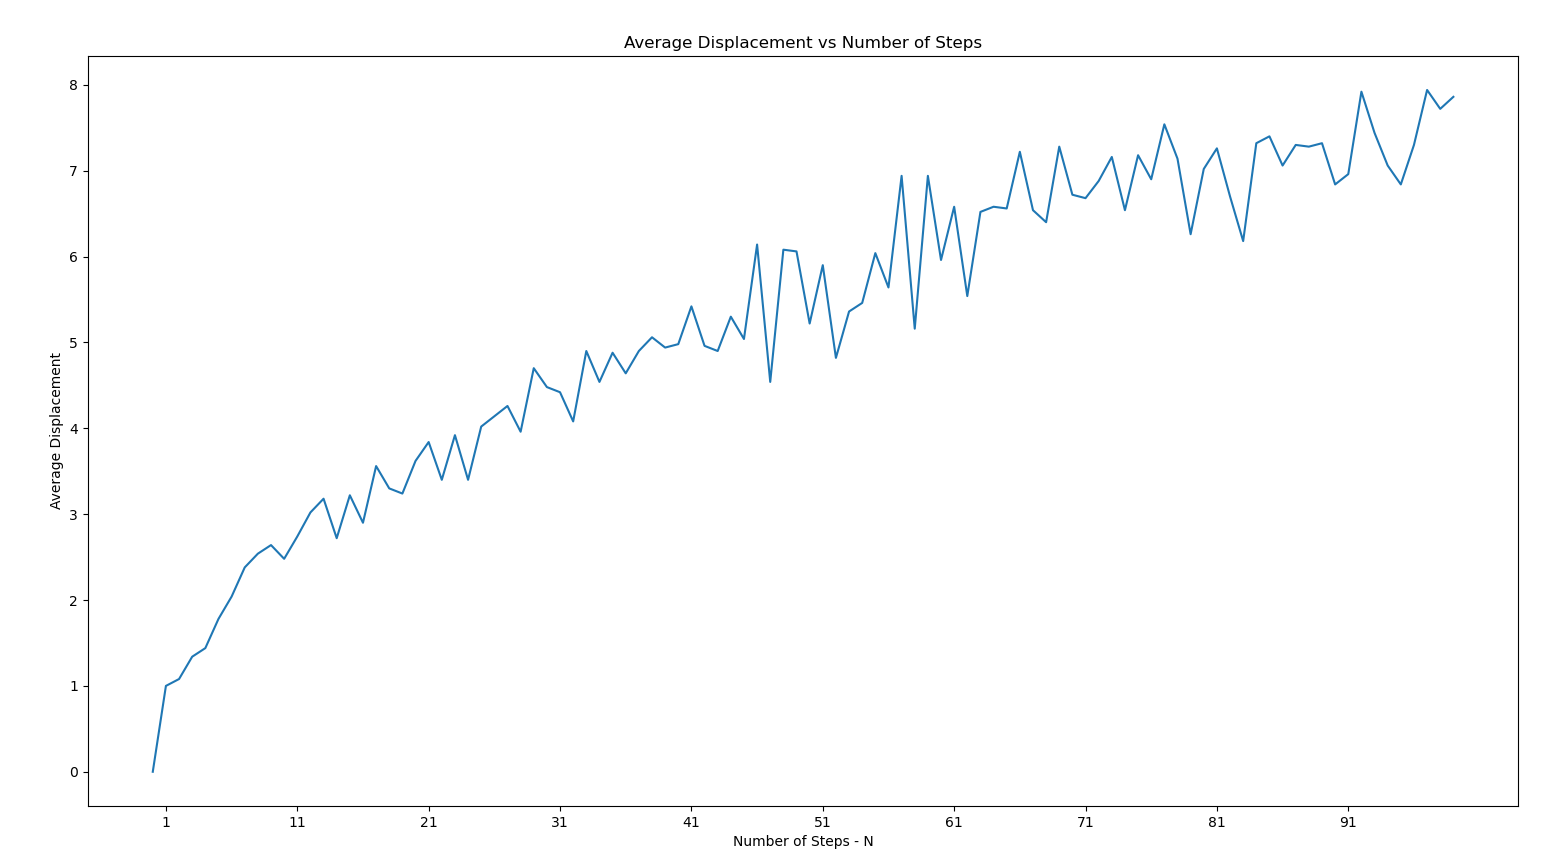 Average Displacement vs Number of Steps
8
7
6
5
4
3
2
1
0
Average Displacement
1 11 21 31 41 51 61 71 81 91
Number of Steps - N